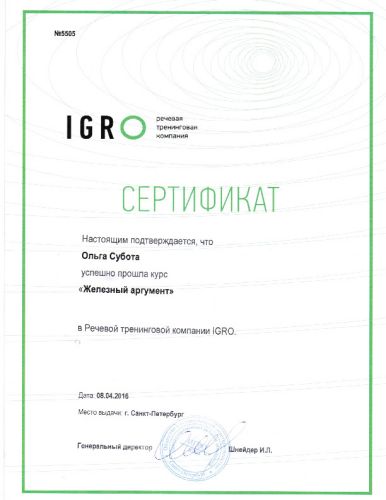 №5505
IGRO
речевая
тренинговая
компания
СЕРТИФИКАТ
Настоящим подтверждается, что
Ольга Субота
успешно прошла курс
«Железный аргумент»
в Речевой тренинговой компании IGRO.
Дата: 08.04.2016
Место выдачи: г. Санкт-Петербург
Генеральный директор
Шнейдер И.Л.